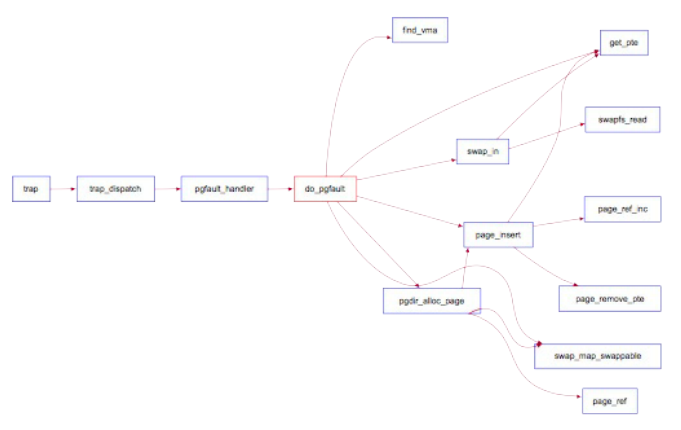 find_vma
get_pte
swapfs_read
swap_in
trap
trap_dispatch
pgfault_handler
do_pgfault
page_ref_inc
page_insert
pgdir_alloc_page
page_remove_pte
swap_map_swappable
page_ref